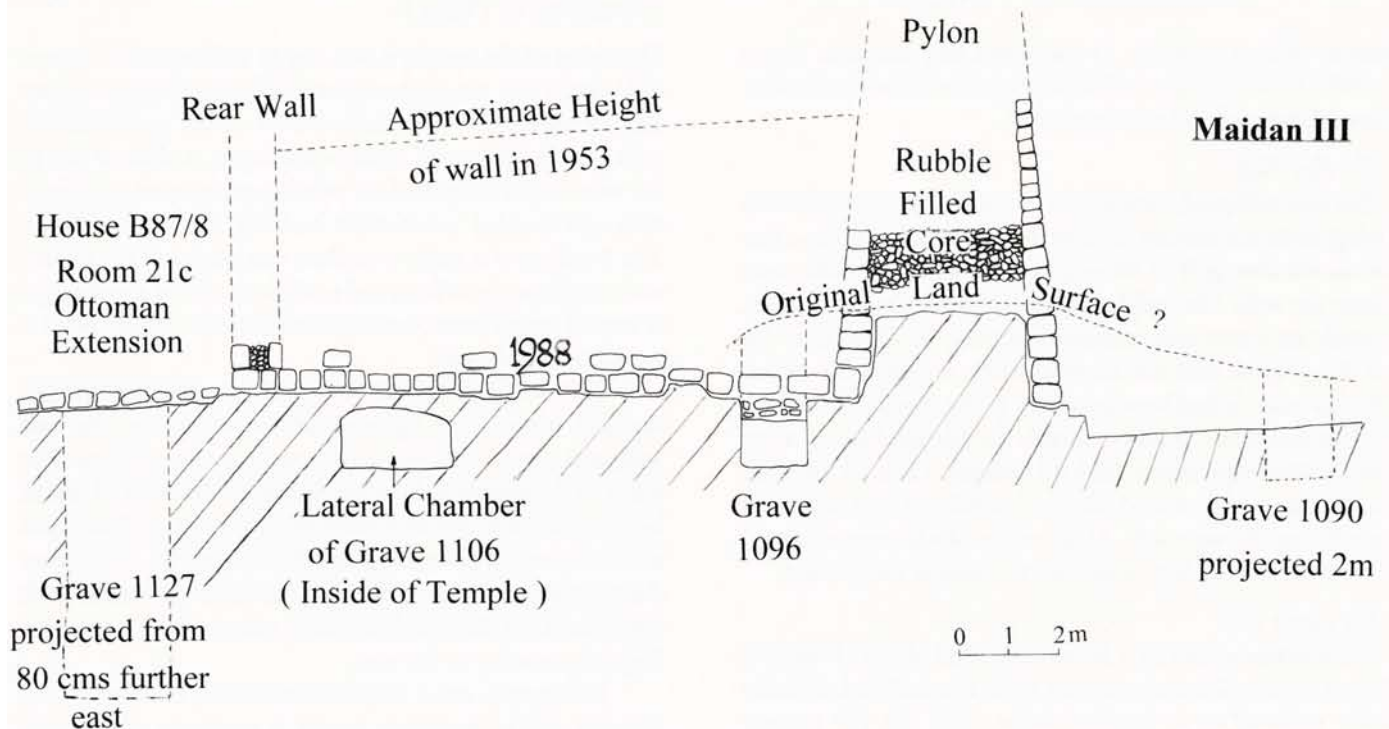 Pylon
Rear Wall
Approximate Height
of wall in 1953
Maidan III
Rubble
Filled
Core
House B87/8
Room 21c
Ottoman
Extension
Original Land Surface ?
1988
Lateral Chamber
of Grave 1106
( Inside of Temple )
Grave
1096
Grave 1090
projected 2m
Grave 1127
projected from
80 cms further
east
0 1 2m